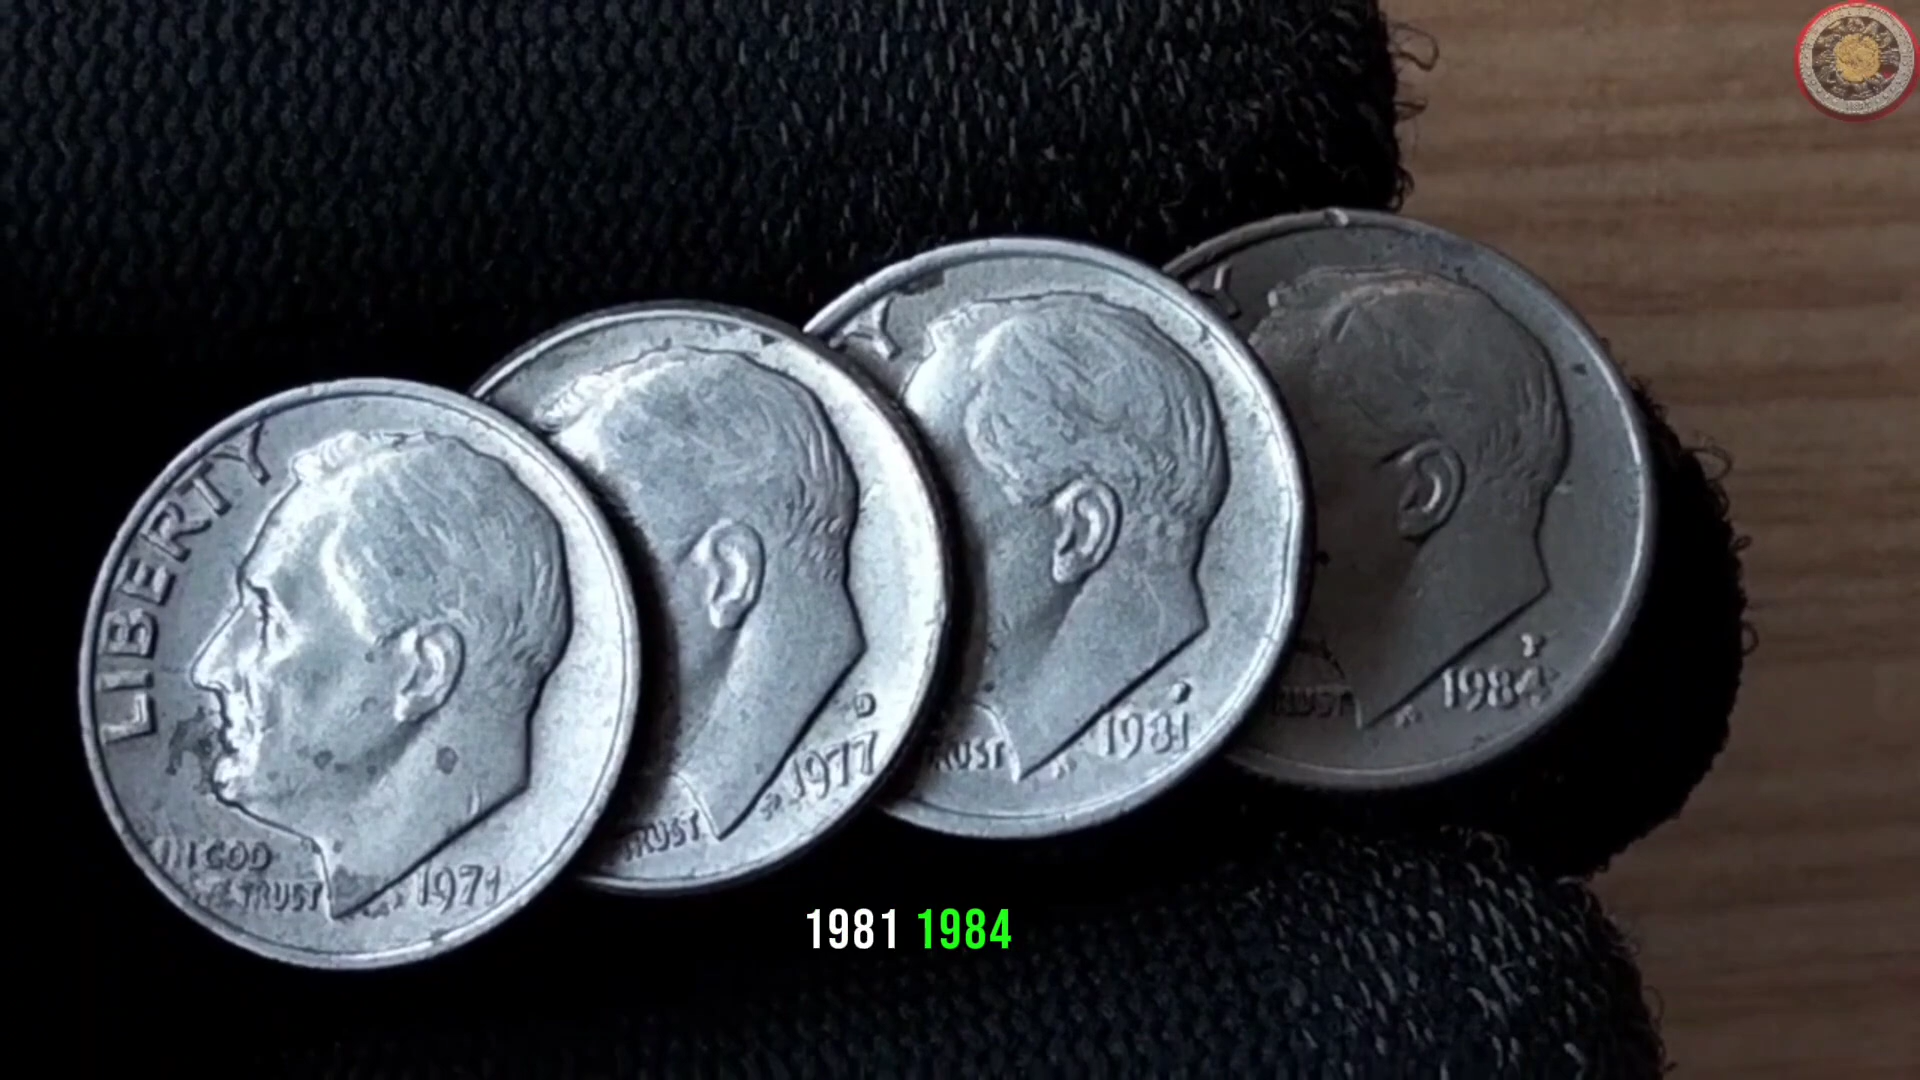 LIBERTY
IN GOD
WE TRUST
1971
TRUST
1977
Y
TRUST
1981
Y
TRUST
P
1984
1981 1984